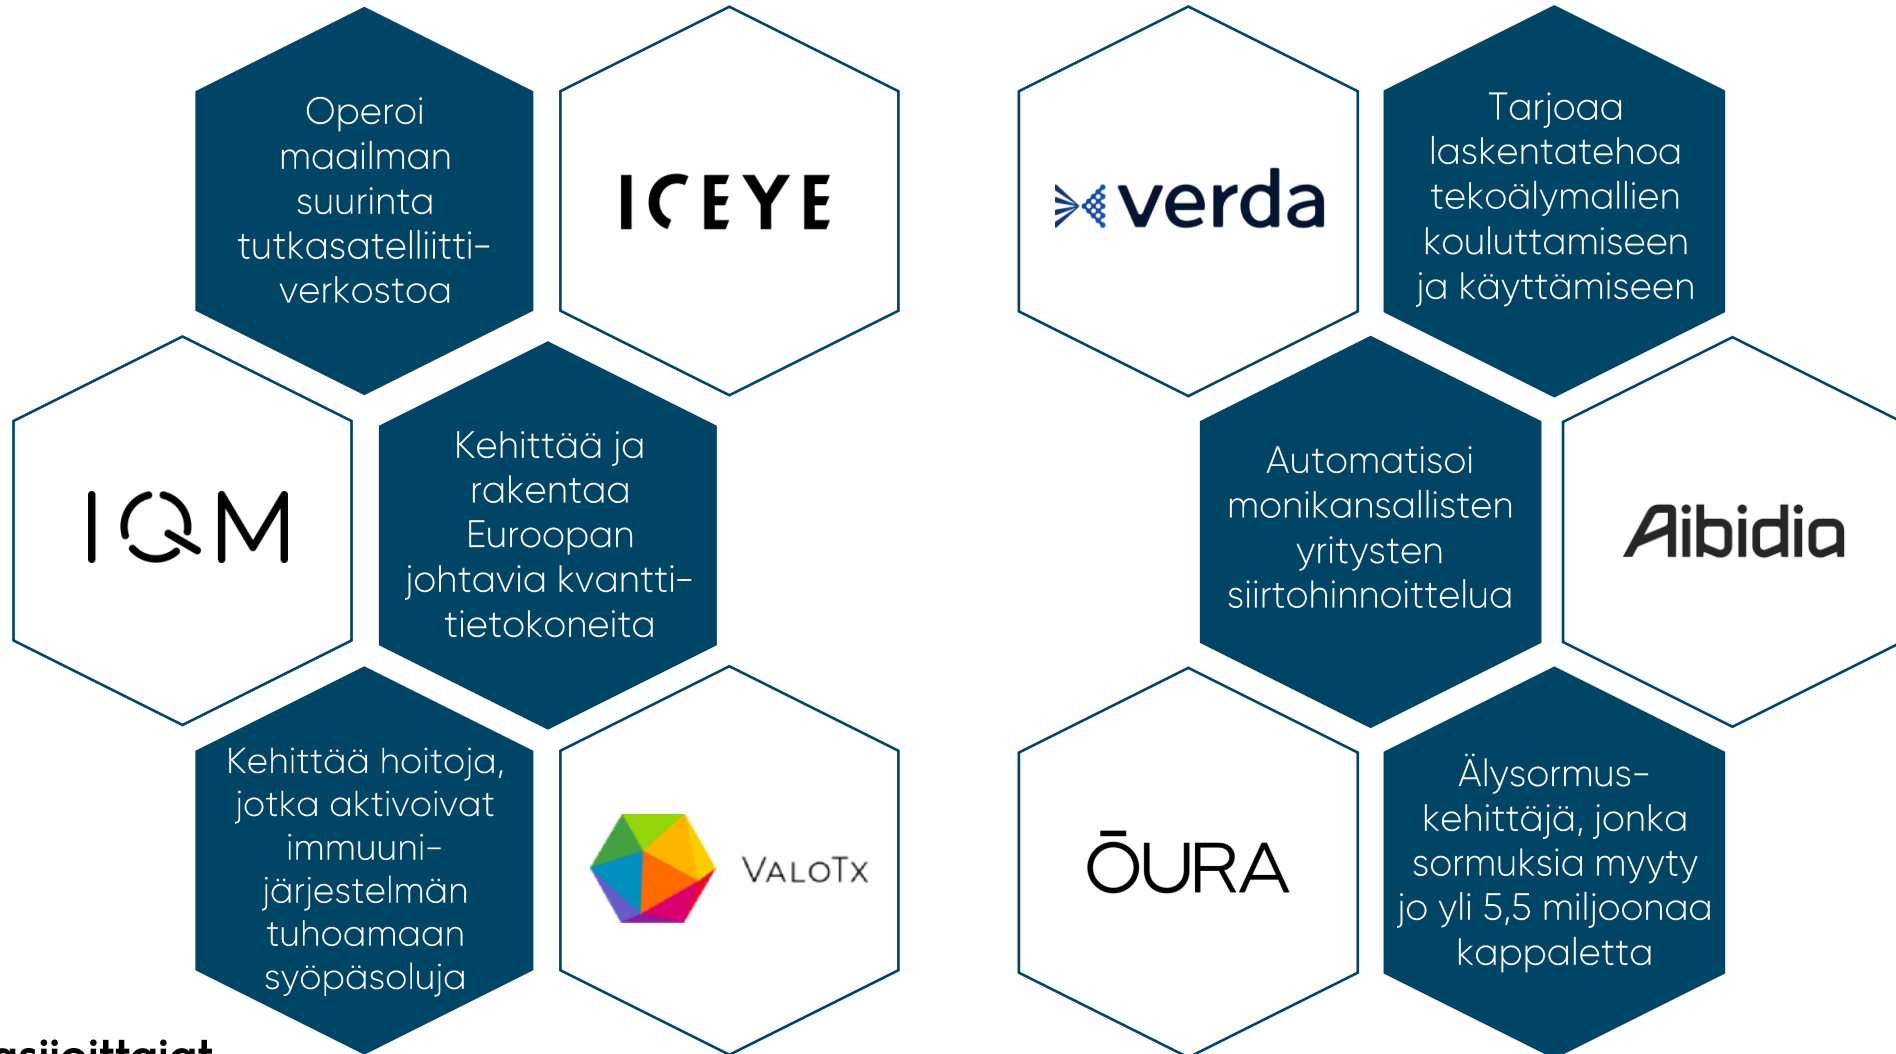 Operoi
maailman
suurinta
tutkasatelliitti-
verkostoa
ICEYE
verda
Tarjoaa
laskentatehoa
tekoälymallien
kouluttamiseen
ja käyttämiseen
IQM
Kehittää ja
rakentaa
Euroopan
johtavia kvantti-
tietokoneita
Automatisoi
monikansallisten
yritysten
siirtohinnoittelua
Aibidia
Kehittää hoitoja,
jotka aktivoivat
immuuni-
järjestelmän
tuhoamaan
syöpäsoluja
VALOTX
ŌURA
Älysormus-
kehittäjä, jonka
sormuksia myyty
jo yli 5,5 miljoonaa
kappaletta